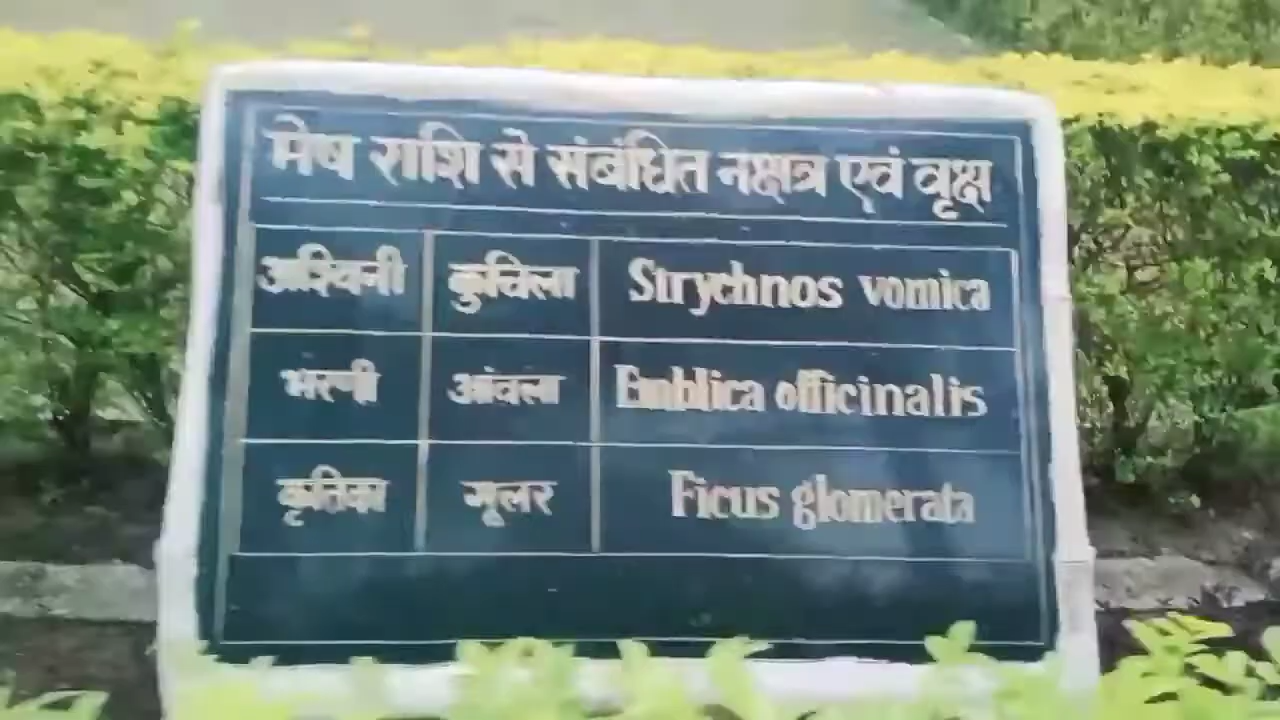 मेष राशि से संबंधित नक्षत्र एवं वृक्ष
अश्विनी कुचिला Strychnos vomica
भरणी आंवला Emblica officinalis
कृतिका गूलर Ficus glomerata